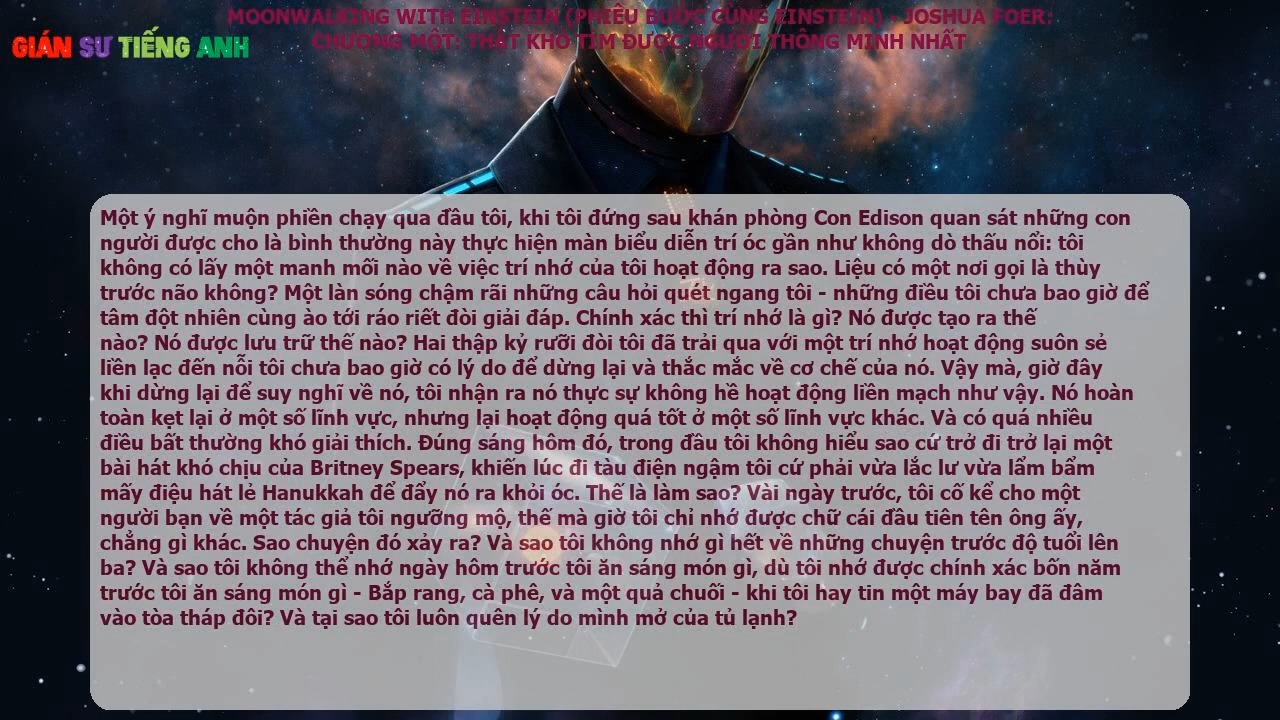 MOONWALKING WITH EINSTEIN (PHIÊU BƯỚC CÙNG EINSTEIN) - JOSHUA FOER:
CHƯƠNG MỘT: THẬT KHÓ TÌM ĐƯỢC NGƯỜI THÔNG MINH NHẤT
GIÁN SƯ TIẾNG ANH
Một ý nghĩ muộn phiền chạy qua đầu tôi, khi tôi đứng sau khán phòng Con Edison quan sát những con
người được cho là bình thường này thực hiện màn biểu diễn trí óc gần như không dò thấu nổi: tôi
không có lấy một manh mối nào về việc trí nhớ của tôi hoạt động ra sao. Liệu có một nơi gọi là thùy
trước não không? Một làn sóng chậm rãi những câu hỏi quét ngang tôi - những điều tôi chưa bao giờ để
tâm đột nhiên cùng ào tới ráo riết đòi giải đáp. Chính xác thì trí nhớ là gì? Nó được tạo ra thế
nào? Nó được lưu trữ thế nào? Hai thập kỷ rưỡi đời tôi đã trải qua với một trí nhớ hoạt động suôn sẻ
liền lạc đến nỗi tôi chưa bao giờ có lý do để dừng lại và thắc mắc về cơ chế của nó. Vậy mà, giờ đây
khi dừng lại để suy nghĩ về nó, tôi nhận ra nó thực sự không hề hoạt động liền mạch như vậy. Nó hoàn
toàn kẹt lại ở một số lĩnh vực, nhưng lại hoạt động quá tốt ở một số lĩnh vực khác. Và có quá nhiều
điều bất thường khó giải thích. Đúng sáng hôm đó, trong đầu tôi không hiểu sao cứ trở đi trở lại một
bài hát khó chịu của Britney Spears, khiến lúc đi tàu điện ngậm tôi cứ phải vừa lắc lư vừa lẩm bẩm
mấy điệu hát lẻ Hanukkah để đẩy nó ra khỏi óc. Thế là làm sao? Vài ngày trước, tôi cố kể cho một
người bạn về một tác giả tôi ngưỡng mộ, thế mà giờ tôi chỉ nhớ được chữ cái đầu tiên tên ông ấy,
chẳng gì khác. Sao chuyện đó xảy ra? Và sao tôi không nhớ gì hết về những chuyện trước độ tuổi lên
ba? Và sao tôi không thể nhớ ngày hôm trước tôi ăn sáng món gì, dù tôi nhớ được chính xác bốn năm
trước tôi ăn sáng món gì - Bắp rang, cà phê, và một quả chuối - khi tôi hay tin một máy bay đã đâm
vào tòa tháp đôi? Và tại sao tôi luôn quên lý do mình mở của tủ lạnh?